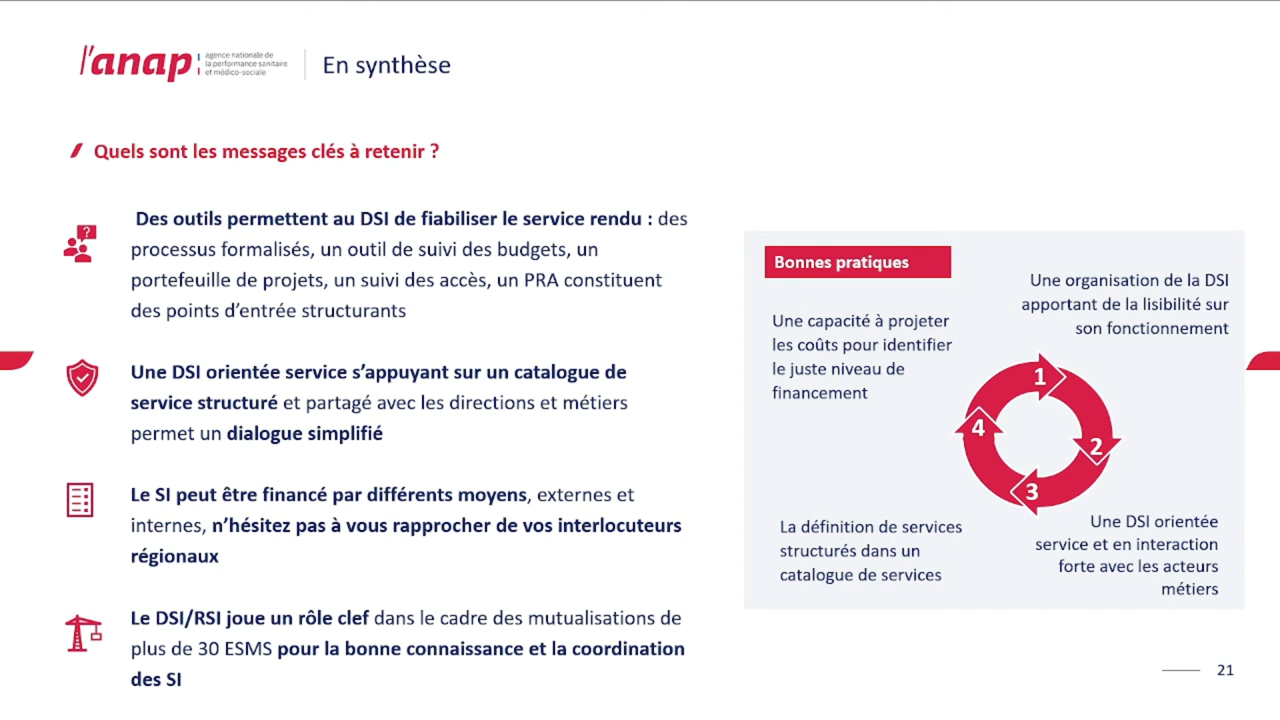 l'anap
agence nationale de
la performance sanitaire
et médico-sociale
En synthèse
Quels sont les messages clés à retenir ?
Des outils permettent au DSI de fiabiliser le service rendu : des
processus formalisés, un outil de suivi des budgets, un
portefeuille de projets, un suivi des accès, un PRA constituent
des points d’entrée structurants
Une DSI orientée service s’appuyant sur un catalogue de
service structuré et partagé avec les directions et métiers
permet un dialogue simplifié
Le SI peut être financé par différents moyens, externes et
internes, n’hésitez pas à vous rapprocher de vos interlocuteurs
régionaux
Le DSI/RSI joue un rôle clef dans le cadre des mutualisations de
plus de 30 ESMS pour la bonne connaissance et la coordination
des SI
Bonnes pratiques
Une organisation de la DSI
apportant de la lisibilité sur
son fonctionnement
Une capacité à projeter
les coûts pour identifier
le juste niveau de
financement
1
2
3
4
Une DSI orientée
service et en interaction
forte avec les acteurs
métiers
La définition de services
structurés dans un
catalogue de services
21